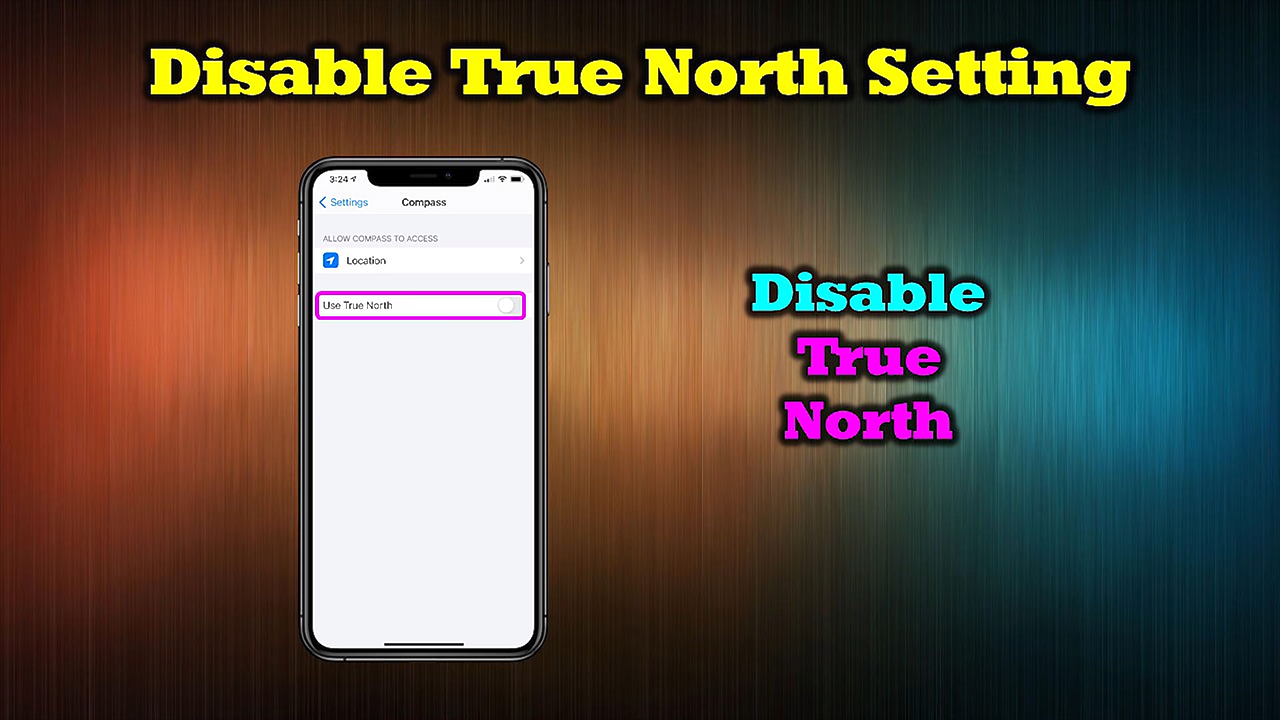 Disable True North Setting
3:24
Settings
Compass
ALLOW COMPASS TO ACCESS
Location
Use True North
Disable
True
North